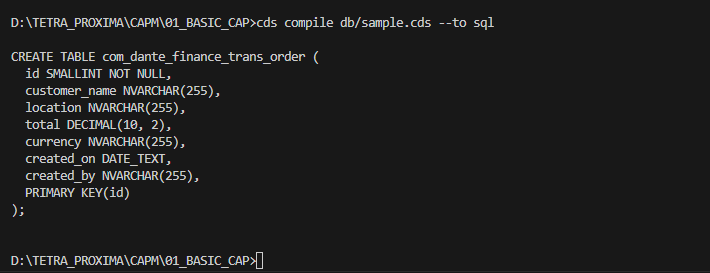 D:\TETRA_PROXIMA\CAPM\01_BASIC_CAP>cds compile db/sample.cds --to sql
CREATE TABLE com_dante_finance_trans_order (
  id SMALLINT NOT NULL,
  customer_name NVARCHAR(255),
  location NVARCHAR(255),
  total DECIMAL(10, 2),
  currency NVARCHAR(255),
  created_on DATE_TEXT,
  created_by NVARCHAR(255),
  PRIMARY KEY(id)
);
D:\TETRA_PROXIMA\CAPM\01_BASIC_CAP>